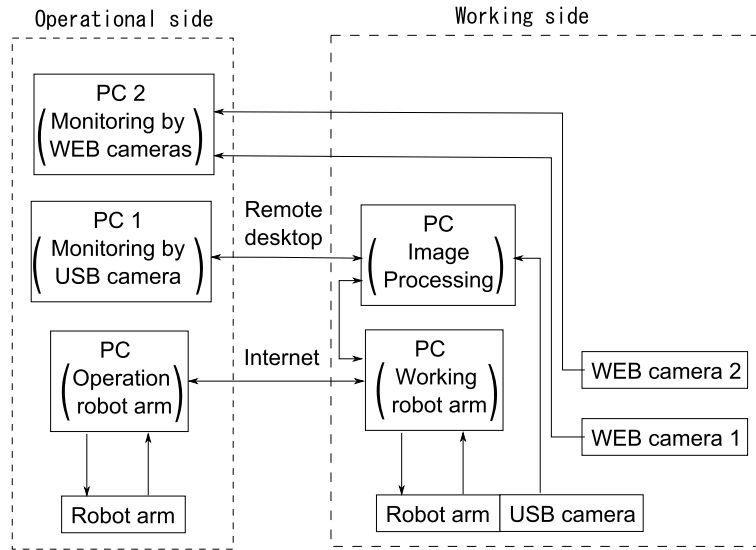 Operational side
Working side
PC 2
(Monitoring by
WEB cameras)
PC 1
(Monitoring by
USB camera)
Remote
desktop
PC
(Image
Processing)
PC
(Operation
robot arm)
Internet
PC
(Working
robot arm)
WEB camera 2
WEB camera 1
Robot arm
Robot arm
USB camera